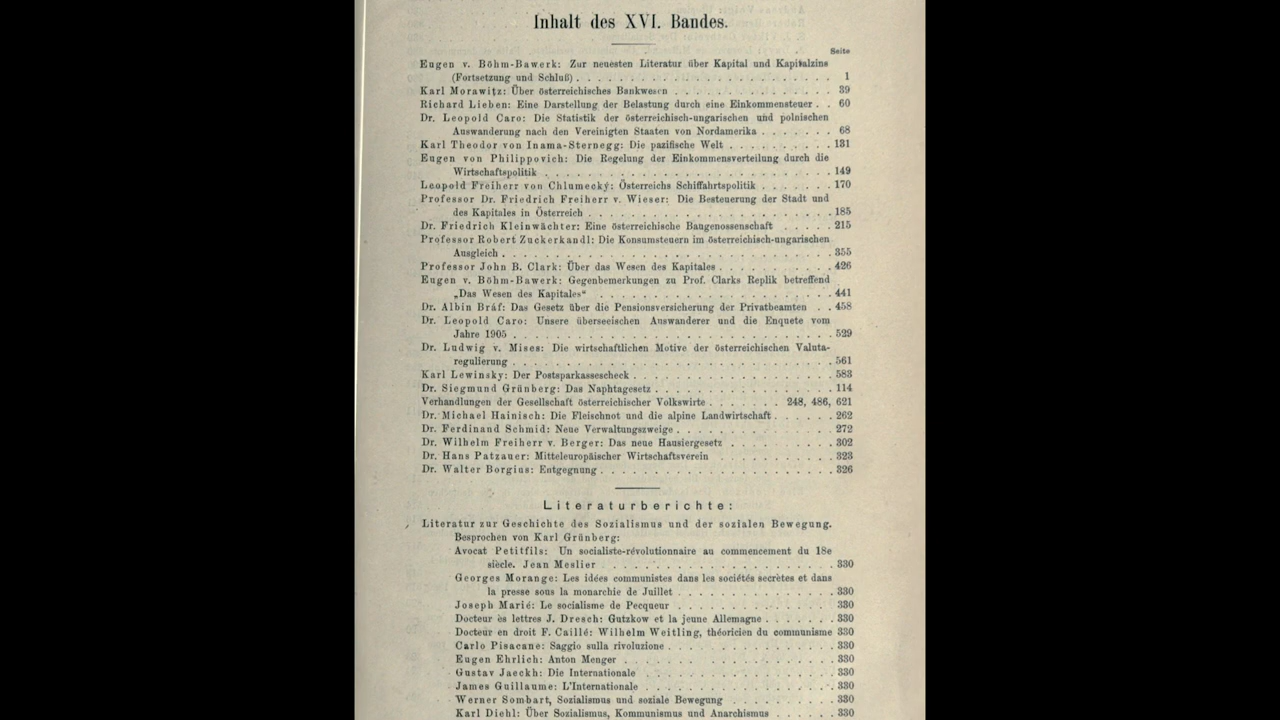 Inhalt des XVI. Bandes.
Seite
Eugen v. Böhm-Bawerk: Zur neuesten Literatur über Kapital und Kapitalzins
(Fortsetzung und Schluß) . . . . . . . . . . . . . . . . . . . . 1
Karl Morawitz: Über österreichisches Bankwesen . . . . . . . . . . . . 39
Richard Lieben: Eine Darstellung der Belastung durch eine Einkommensteuer . . 60
Dr. Leopold Caro: Die Statistik der österreichisch-ungarischen und polnischen
Auswanderung nach den Vereinigten Staaten von Nordamerika . . . . . . . 68
Karl Theodor von Inama-Sternegg: Die pazifische Welt . . . . . . . . . 131
Eugen von Philippovich: Die Regelung der Einkommensverteilung durch die
Wirtschaftspolitik . . . . . . . . . . . . . . . . . . . . . . 149
Leopold Freiherr von Chlumecký: Österreichs Schiffahrtspolitik . . . . . . 170
Professor Dr. Friedrich Freiherr v. Wieser: Die Besteuerung der Stadt und
des Kapitales in Österreich . . . . . . . . . . . . . . . . . . . 185
Dr. Friedrich Kleinwächter: Eine österreichische Baugenossenschaft . . . . . 215
Professor Robert Zuckerkandl: Die Konsumsteuern im österreichisch-ungarischen
Ausgleich . . . . . . . . . . . . . . . . . . . . . . . . . 355
Professor John B. Clark: Über das Wesen des Kapitales . . . . . . . . . 426
Eugen v. Böhm-Bawerk: Gegenbemerkungen zu Prof. Clarks Replik betreffend
„Das Wesen des Kapitales“ . . . . . . . . . . . . . . . . . . . 441
Dr. Albin Bráf: Das Gesetz über die Pensionsversicherung der Privatbeamten . . 458
Dr. Leopold Caro: Unsere überseeischen Auswanderer und die Enquete vom
Jahre 1905 . . . . . . . . . . . . . . . . . . . . . . . . 529
Dr. Ludwig v. Mises: Die wirtschaftlichen Motive der österreichischen Valuta-
regulierung . . . . . . . . . . . . . . . . . . . . . . . . 561
Karl Lewinsky: Der Postsparkassescheck . . . . . . . . . . . . . . . 583
Dr. Siegmund Grünberg: Das Naphtagesetz . . . . . . . . . . . . . . 114
Verhandlungen der Gesellschaft österreichischer Volkswirte . . . . . . . 248, 486, 621
Dr. Michael Hainisch: Die Fleischnot und die alpine Landwirtschaft . . . . . 262
Dr. Ferdinand Schmid: Neue Verwaltungszweige . . . . . . . . . . . . 272
Dr. Wilhelm Freiherr v. Berger: Das neue Hausiergesetz . . . . . . . . 302
Dr. Hans Patzauer: Mitteleuropäischer Wirtschaftsverein . . . . . . . . . 323
Dr. Walter Borgius: Entgegnung . . . . . . . . . . . . . . . . . . 326
Literaturberichte:
Literatur zur Geschichte des Sozialismus und der sozialen Bewegung.
Besprochen von Karl Grünberg:
Avocat Petitfils: Un socialiste-révolutionnaire au commencement du 18e
siècle. Jean Meslier . . . . . . . . . . . . . . . . . . 330
Georges Morange: Les idées communistes dans les sociétés secrètes et dans
la presse sous la monarchie de Juillet . . . . . . . . . . . . 330
Joseph Marié: Le socialisme de Pecqueur . . . . . . . . . . . . 330
Docteur ès lettres J. Dresch: Gutzkow et la jeune Allemagne . . . . . . 330
Docteur en droit F. Caillé: Wilhelm Weitling, théoricien du communisme 330
Carlo Pisacane: Saggio sulla rivoluzione . . . . . . . . . . . . . 330
Eugen Ehrlich: Anton Menger . . . . . . . . . . . . . . . . 330
Gustav Jaeckh: Die Internationale . . . . . . . . . . . . . . . 330
James Guillaume: L'Internationale . . . . . . . . . . . . . . . 330
Werner Sombart, Sozialismus und soziale Bewegung . . . . . . . . . 330
Karl Diehl: Über Sozialismus, Kommunismus und Anarchismus . . . . . . 330